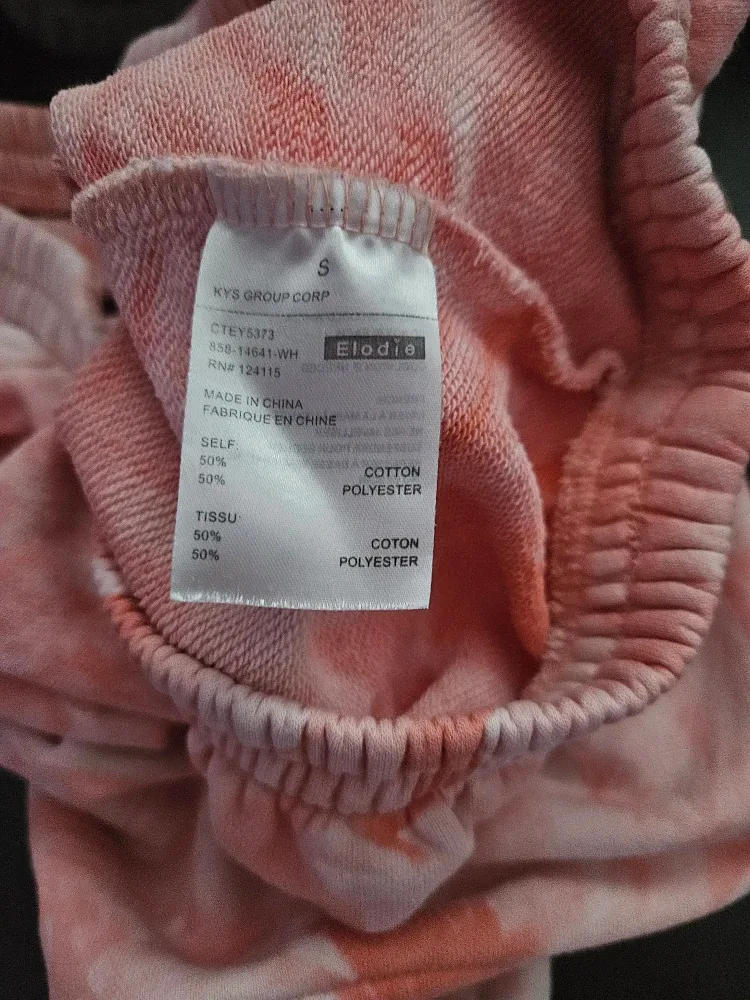 S
KYS GROUP CORP
CTEY5373
858-14641-WH
RN# 124115
Elodie
MADE IN CHINA
FABRIQUE EN CHINE
SELF:
50% COTTON
50% POLYESTER
TISSU:
50% COTON
50% POLYESTER